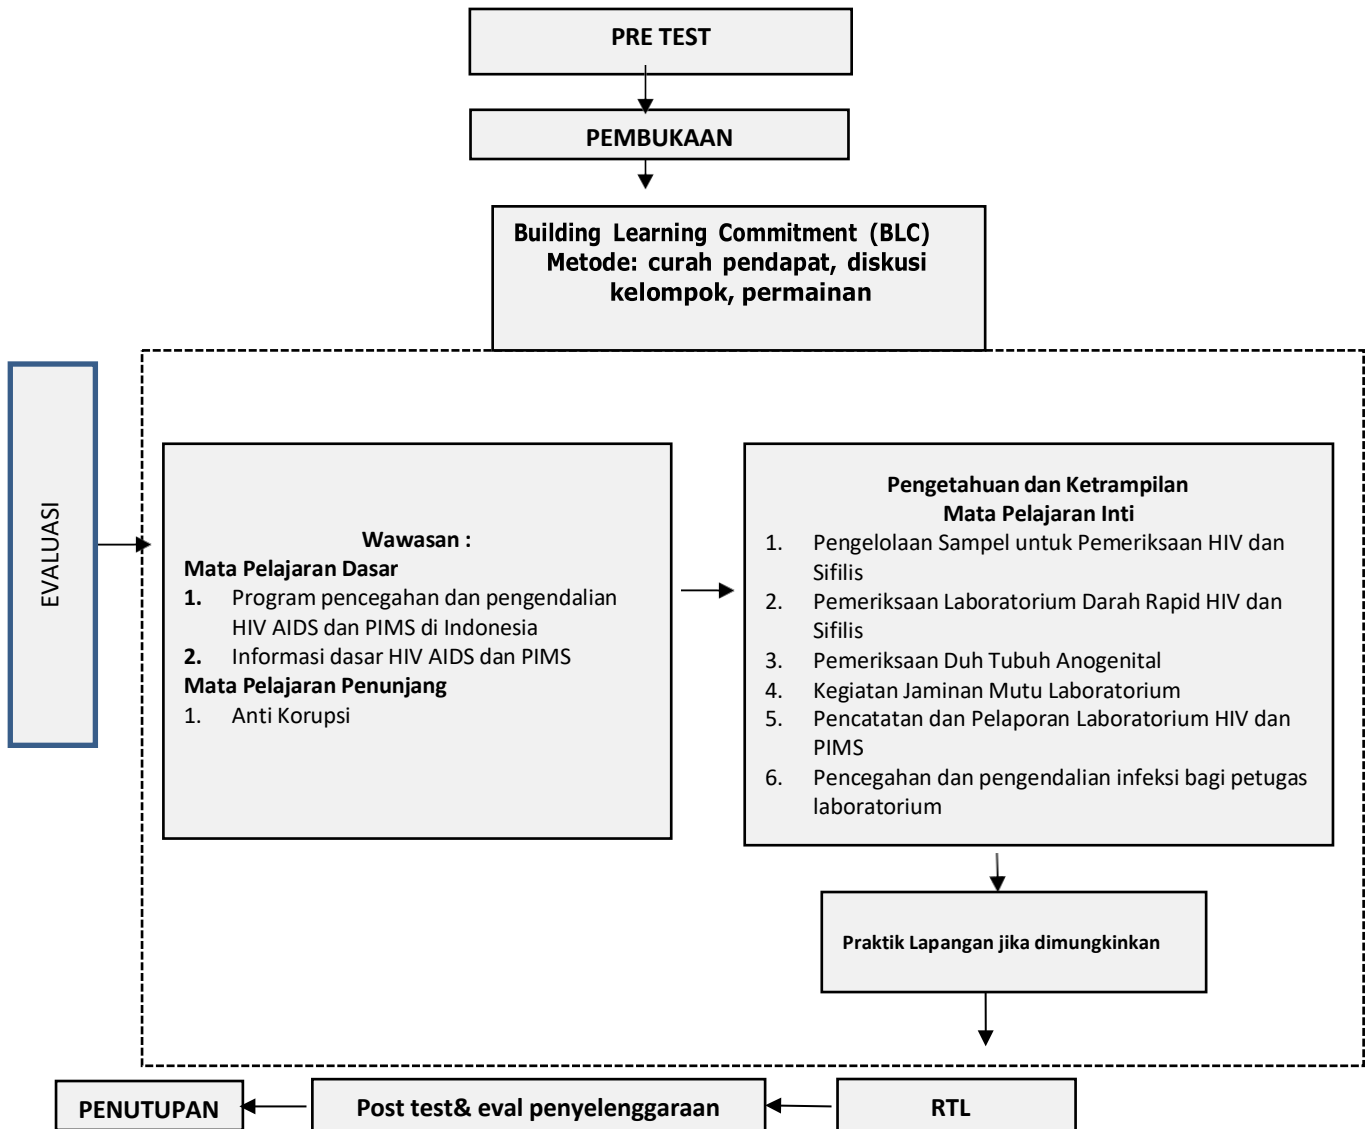 PRE TEST
PEMBUKAAN
Building Learning Commitment (BLC)
Metode: curah pendapat, diskusi
kelompok, permainan
EVALUASI
Wawasan :
Mata Pelajaran Dasar
1. Program pencegahan dan pengendalian
HIV AIDS dan PIMS di Indonesia
2. Informasi dasar HIV AIDS dan PIMS
Mata Pelajaran Penunjang
1. Anti Korupsi
Pengetahuan dan Ketrampilan
Mata Pelajaran Inti
1. Pengelolaan Sampel untuk Pemeriksaan HIV dan
Sifilis
2. Pemeriksaan Laboratorium Darah Rapid HIV dan
Sifilis
3. Pemeriksaan Duh Tubuh Anogenital
4. Kegiatan Jaminan Mutu Laboratorium
5. Pencatatan dan Pelaporan Laboratorium HIV dan
PIMS
6. Pencegahan dan pengendalian infeksi bagi petugas
laboratorium
Praktik Lapangan jika dimungkinkan
RTL
Post test& eval penyelenggaraan
PENUTUPAN